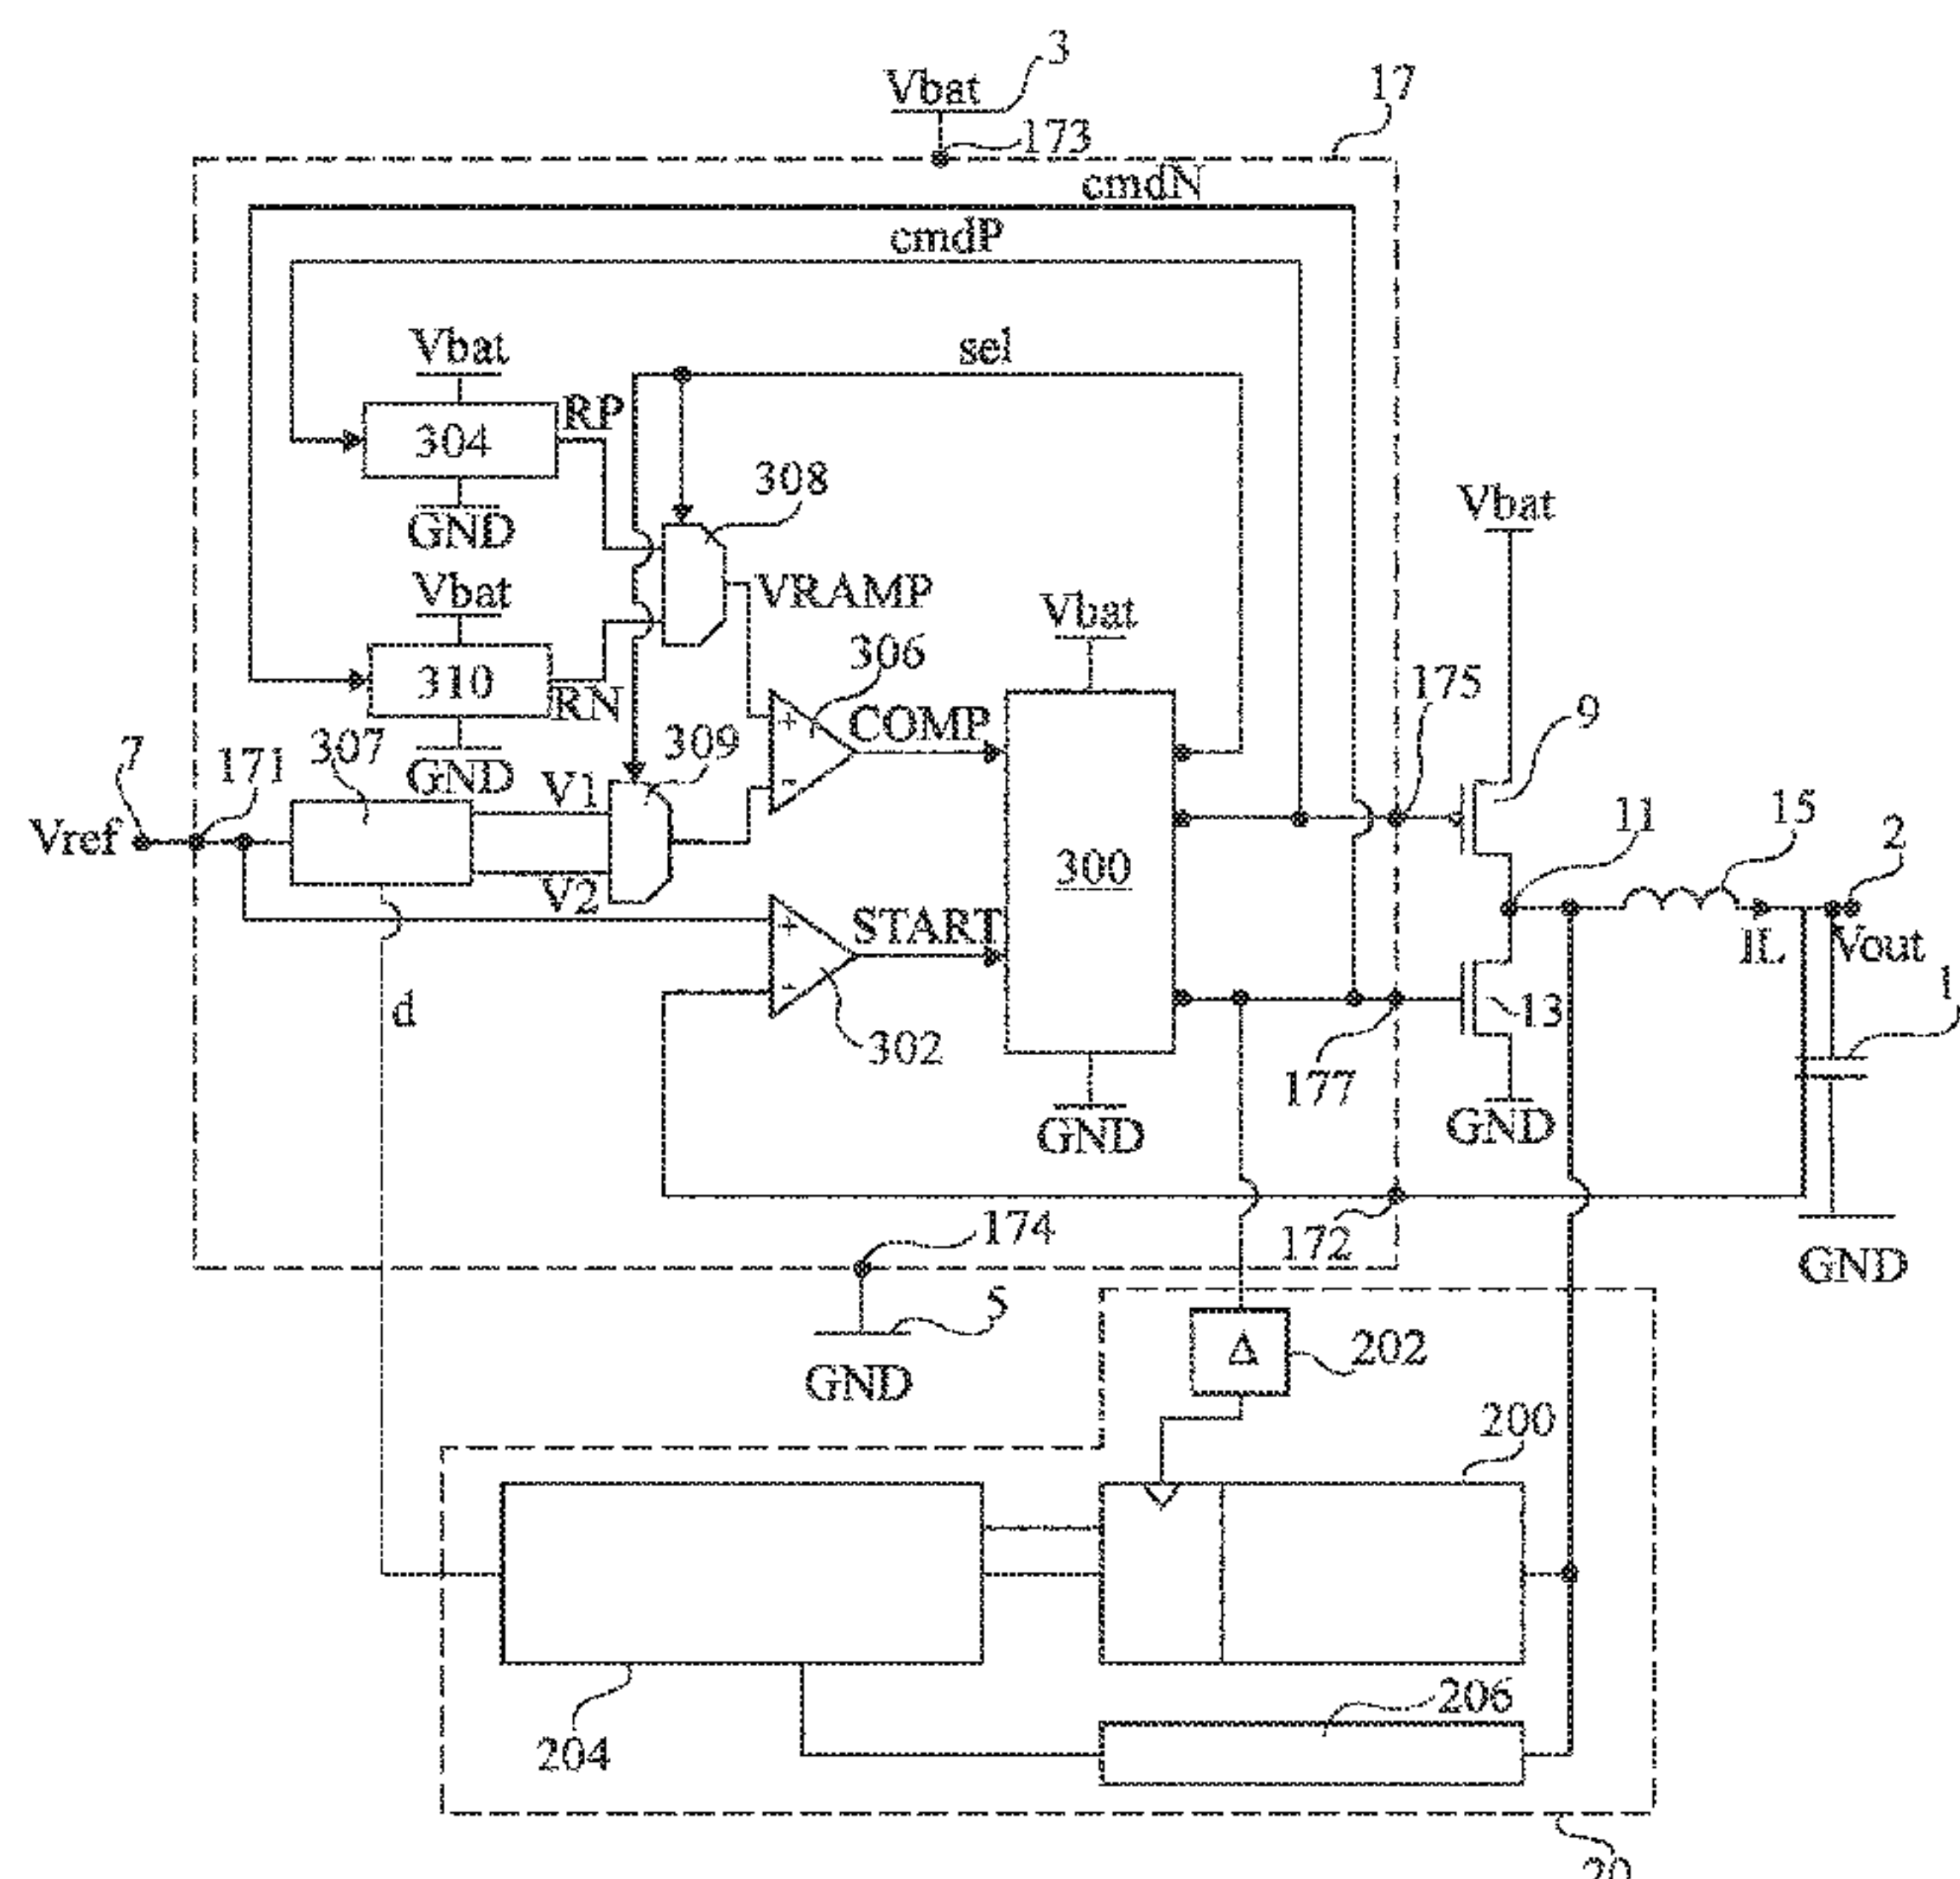 3
Vbat
17
173
cmdN
cmdP
Vbat
sel
RP
304
308
GND
Vbat
Vbat
VRAMP
Vbat
306
310
RN
175
COMP
9
307
309
7
171
GND
V1
11
15
2
Vref
300
V2
START
IL
Vout
d
13
1
302
177
GND
GND
174
172
GND
5
Δ
202
GND
200
206
204
20
+
-
+
-